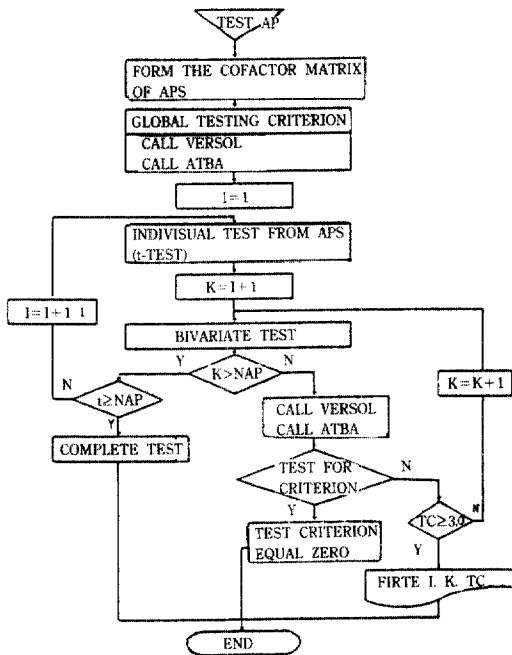 TEST AP
FORM THE COFACTOR MATRIX
OF APS
GLOBAL TESTING CRITERION
CALL VERSOL
CALL ATBA
I=1
INDIVISUAL TEST FROM APS
(t-TEST)
K=I+1
I=I+1 1
BIVARIATE TEST
Y
N
K>NAP
K=K+1
N
t≥NAP
Y
CALL VERSOL
CALL ATBA
COMPLETE TEST
TEST FOR
CRITERION
N
Y
TC≥3.0
N
TEST CRITERION
EQUAL ZERO
Y
FIRTE I. K. TC
END